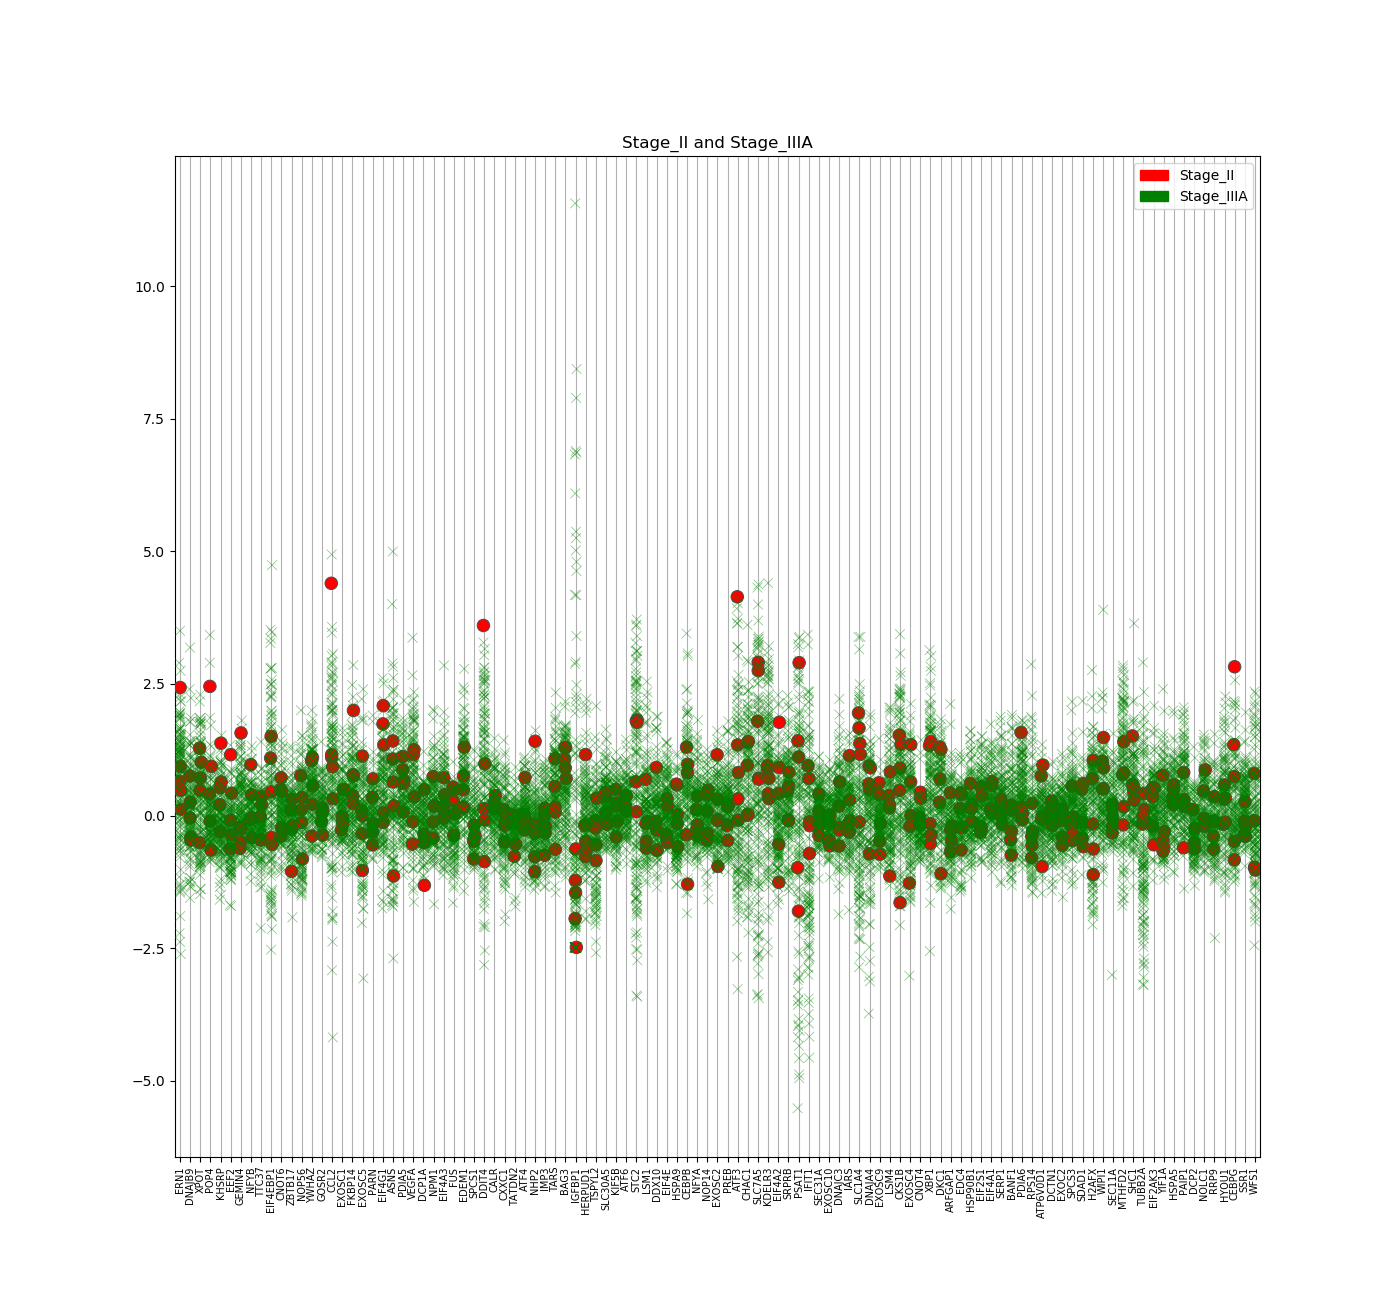 Stage_II and Stage_IIIA
Stage_II
Stage_IIIA
10.0
7.5
5.0
2.5
0.0
−2.5
−5.0
ERN1
DNAJB9
XPOT
POP4
KHSRP
EEF2
GEMIN4
NFYB
TTC37
EIF4EBP1
CNOT6
ZBTB17
NOP56
YWHAZ
GOSR2
CCL2
EXOSC1
FKBP14
EXOSC5
PARN
EIF4G1
ASNS
PDIA5
VEGFA
DCP1A
NPM1
EIF4A3
FUS
EDEM1
SPCS1
DDIT4
CALR
CXXC1
TATDN2
ATF4
NHP2
IMP3
TARS
BAG3
IGFBP1
HERPUD1
TSPYL2
SLC30A5
KIF5B
ATF6
STC2
LSM1
DDX10
EIF4E
HSPA9
CEBPB
NFYA
NOP14
EXOSC2
PREB
ATF3
CHAC1
SLC7A5
KDELR3
EIF4A2
SRPRB
PSAT1
IFIT1
SEC31A
EXOSC10
DNAJC3
IARS
SLC1A4
DNAJA4
EXOSC9
LSM4
CKS1B
EXOSC4
CNOT4
XBP1
DKC1
ARFGAP1
EDC4
HSP90B1
EIF2S1
EIF4A1
SERP1
BANF1
PDIA6
RPS14
ATP6V0D1
DCTN1
EXOC2
SPCS3
SDAD1
H2AFX
WIPI1
SEC11A
MTHFD2
SHC1
TUBB2A
EIF2AK3
YIF1A
HSPA5
PAIP1
DCP2
NOLC1
RRP9
HYOU1
CEBPG
SSR1
WFS1